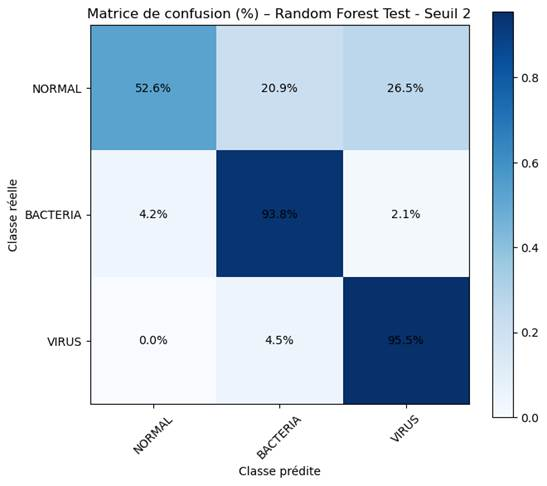 Matrice de confusion (%) – Random Forest Test - Seuil 2
NORMAL
52.6%
20.9%
26.5%
BACTERIA
4.2%
93.8%
2.1%
VIRUS
0.0%
4.5%
95.5%
Classe réelle
NORMAL
BACTERIA
VIRUS
Classe prédite
0.8
0.6
0.4
0.2
0.0